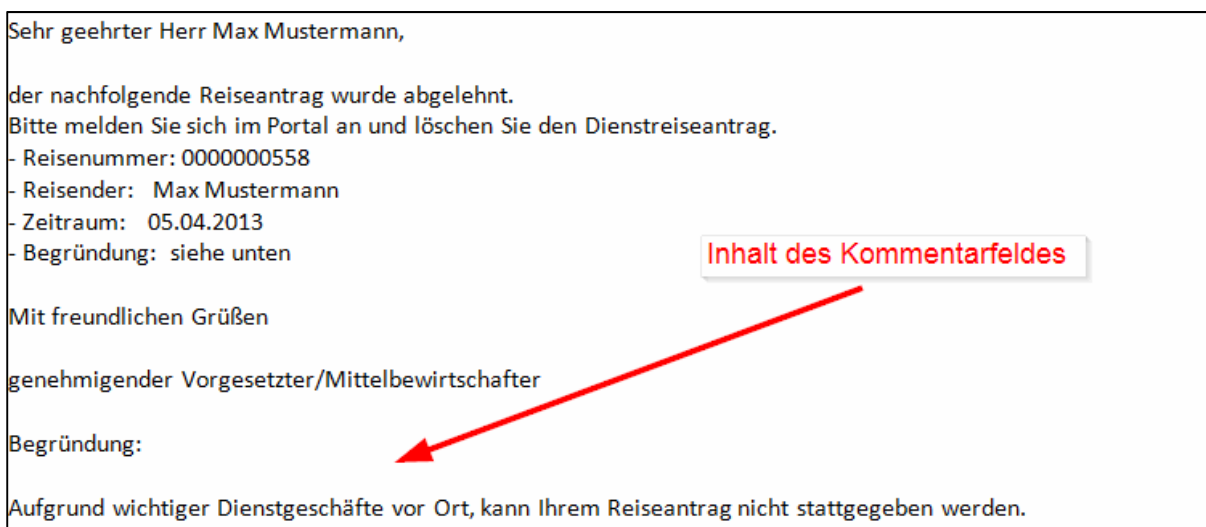 Sehr geehrter Herr Max Mustermann,
der nachfolgende Reiseantrag wurde abgelehnt.
Bitte melden Sie sich im Portal an und löschen Sie den Dienstreiseantrag.
- Reisenummer: 0000000558
- Reisender: Max Mustermann
- Zeitraum: 05.04.2013
- Begründung: siehe unten
Inhalt des Kommentarfeldes
Mit freundlichen Grüßen
genehmigender Vorgesetzter/Mittelbewirtschafter
Begründung:
Aufgrund wichtiger Dienstgeschäfte vor Ort, kann Ihrem Reiseantrag nicht stattgegeben werden.